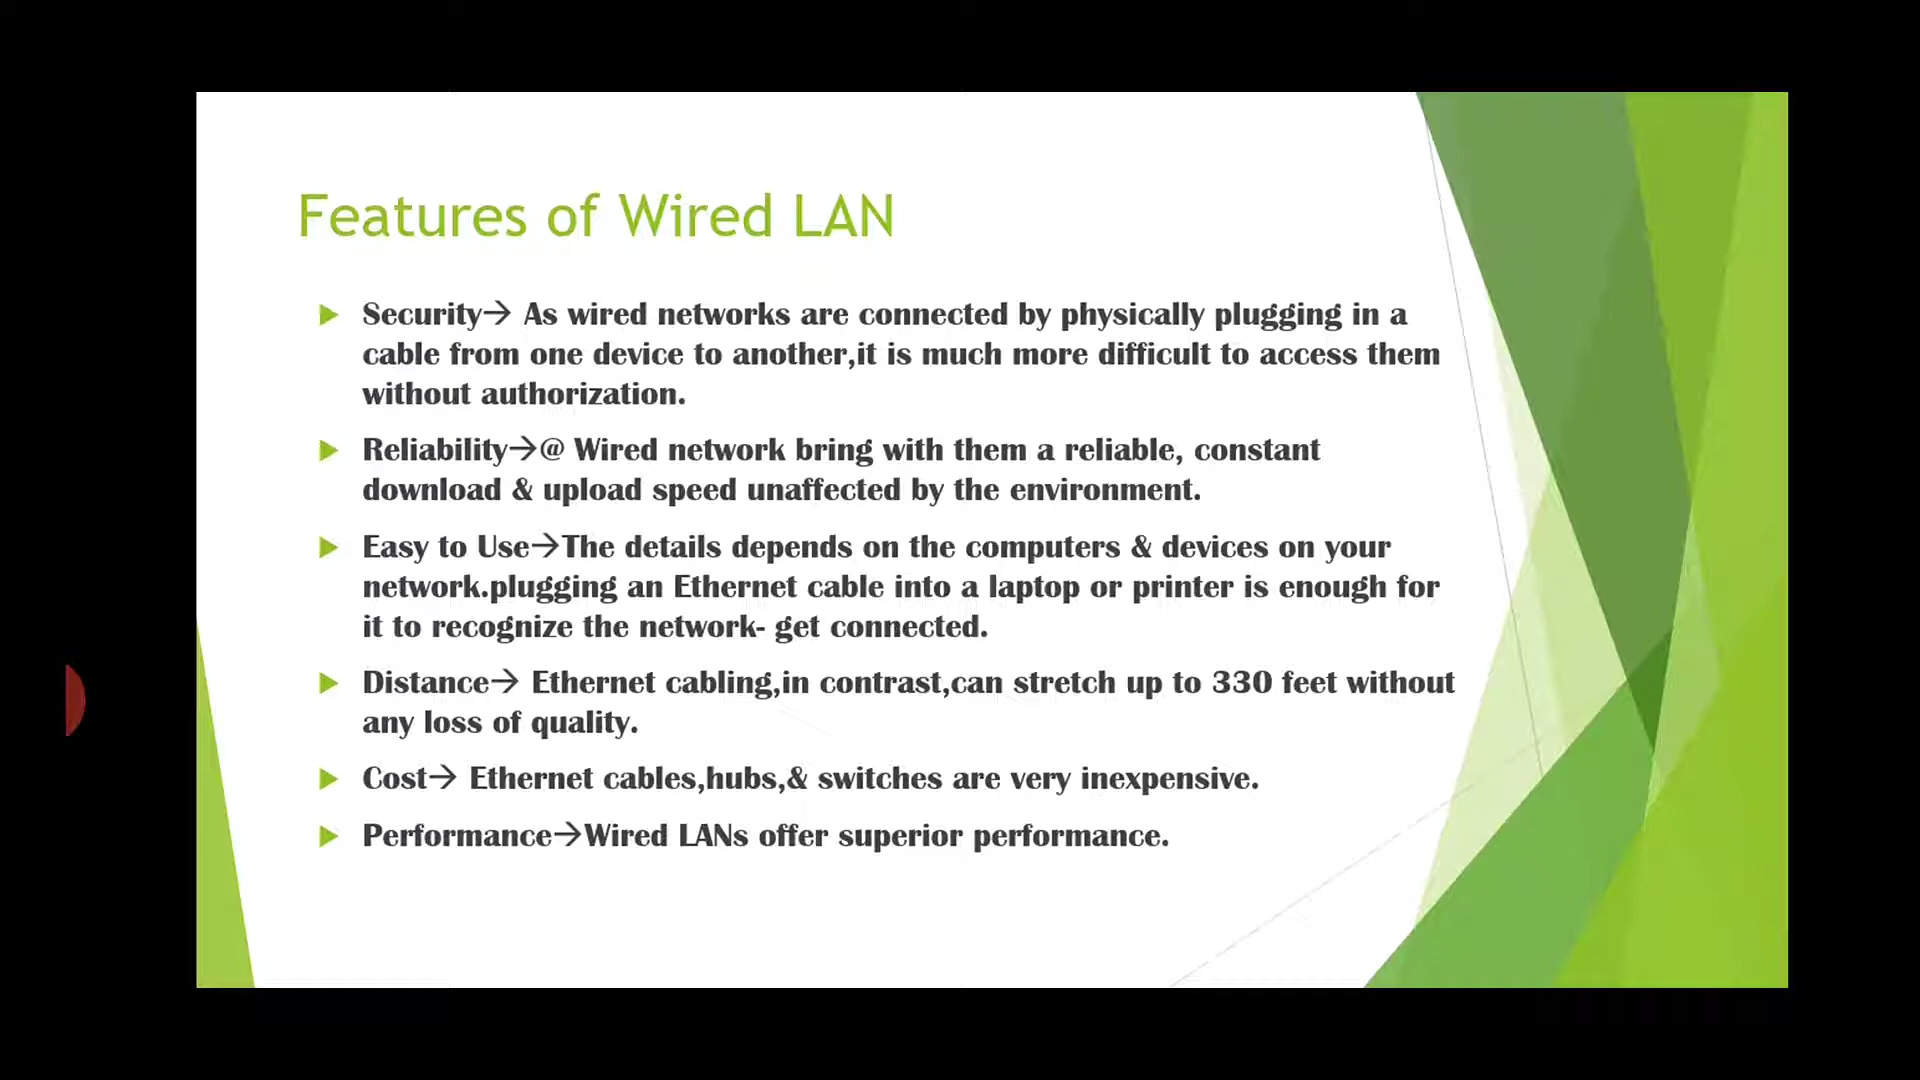 Features of Wired LAN
Security→ As wired networks are connected by physically plugging in a
cable from one device to another,it is much more difficult to access them
without authorization.
Reliability→@ Wired network bring with them a reliable, constant
download & upload speed unaffected by the environment.
Easy to Use→The details depends on the computers & devices on your
network.plugging an Ethernet cable into a laptop or printer is enough for
it to recognize the network- get connected.
Distance→ Ethernet cabling,in contrast,can stretch up to 330 feet without
any loss of quality.
Cost→ Ethernet cables,hubs,& switches are very inexpensive.
Performance→Wired LANs offer superior performance.